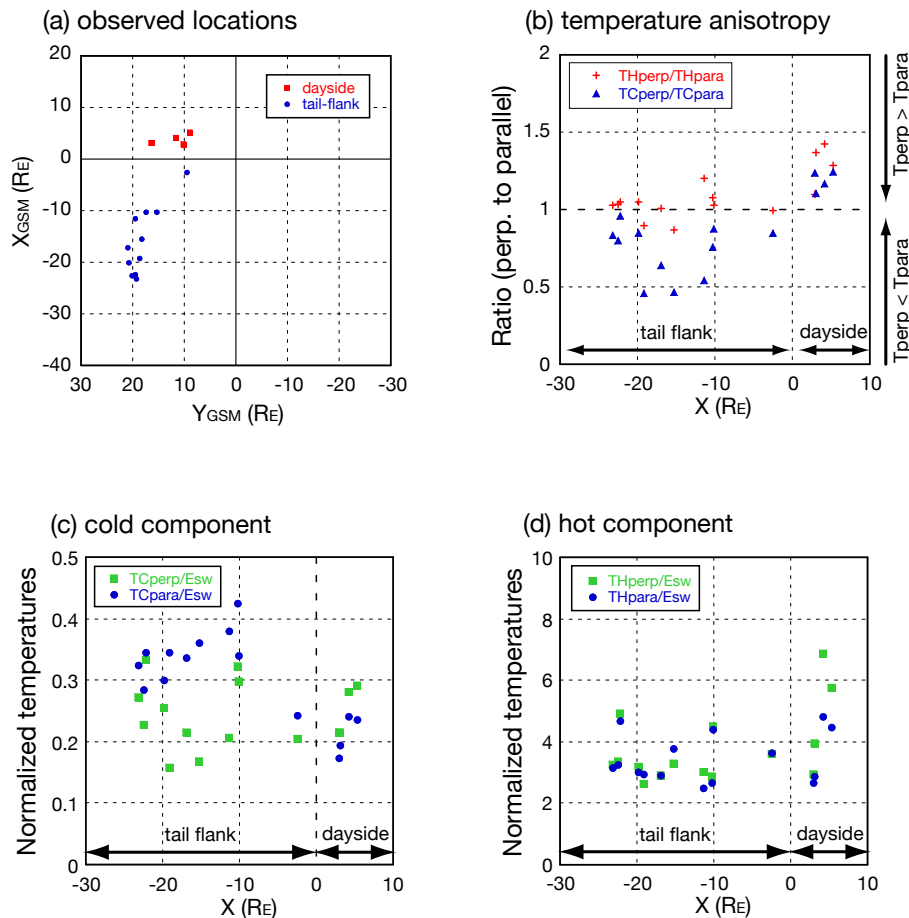 (a) observed locations
20
10
0
-10
-20
-30
-40
XGSM (RE)
dayside
tail-flank
30
20
10
0
-10
-20
-30
YGSM (RE)
(b) temperature anisotropy
2
1.5
1
0.5
0
Ratio (perp. to parallel)
THperp/THpara
TCperp/TCpara
tail flank
dayside
Tperp > Tpara
Tperp < Tpara
-30
-20
-10
0
10
X (RE)
(c) cold component
0.5
0.4
0.3
0.2
0.1
0
Normalized temperatures
TCperp/Esw
TCpara/Esw
tail flank
dayside
-30
-20
-10
0
10
X (RE)
(d) hot component
10
8
6
4
2
0
Normalized temperatures
THperp/Esw
THpara/Esw
tail flank
dayside
-30
-20
-10
0
10
X (RE)